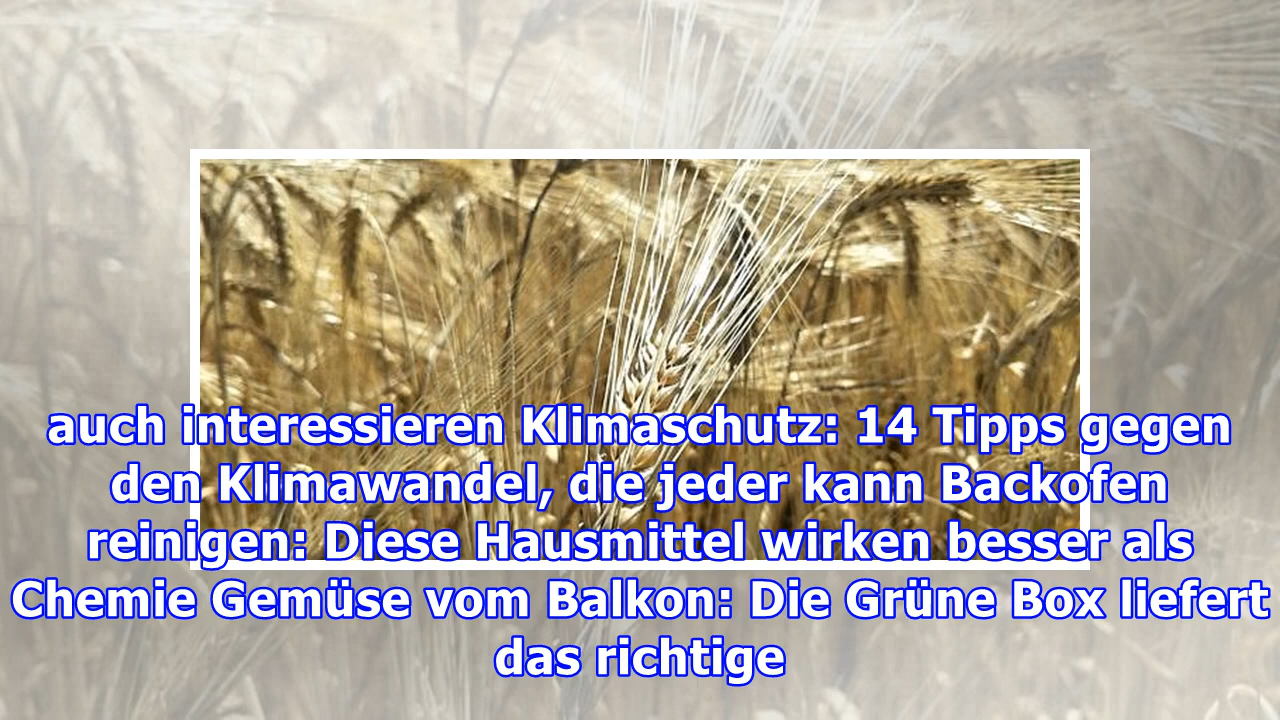 auch interessieren Klimaschutz: 14 Tipps gegen
den Klimawandel, die jeder kann Backofen
reinigen: Diese Hausmittel wirken besser als
Chemie Gemüse vom Balkon: Die Grüne Box liefert
das richtige